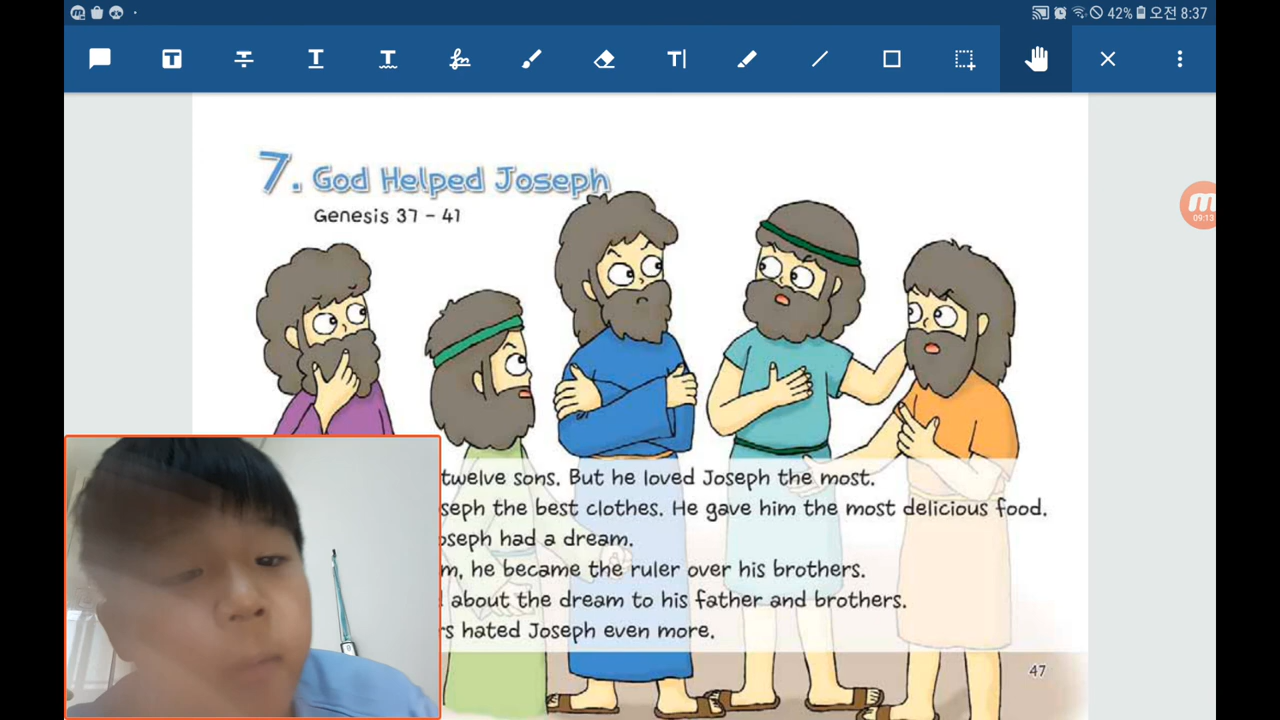 42% 오전 8:37
T T T T T
7. God Helped Joseph
Genesis 37 - 41
09:13
twelve sons. But he loved Joseph the most.
seph the best clothes. He gave him the most delicious food.
oseph had a dream.
m, he became the ruler over his brothers.
about the dream to his father and brothers.
rs hated Joseph even more.
47